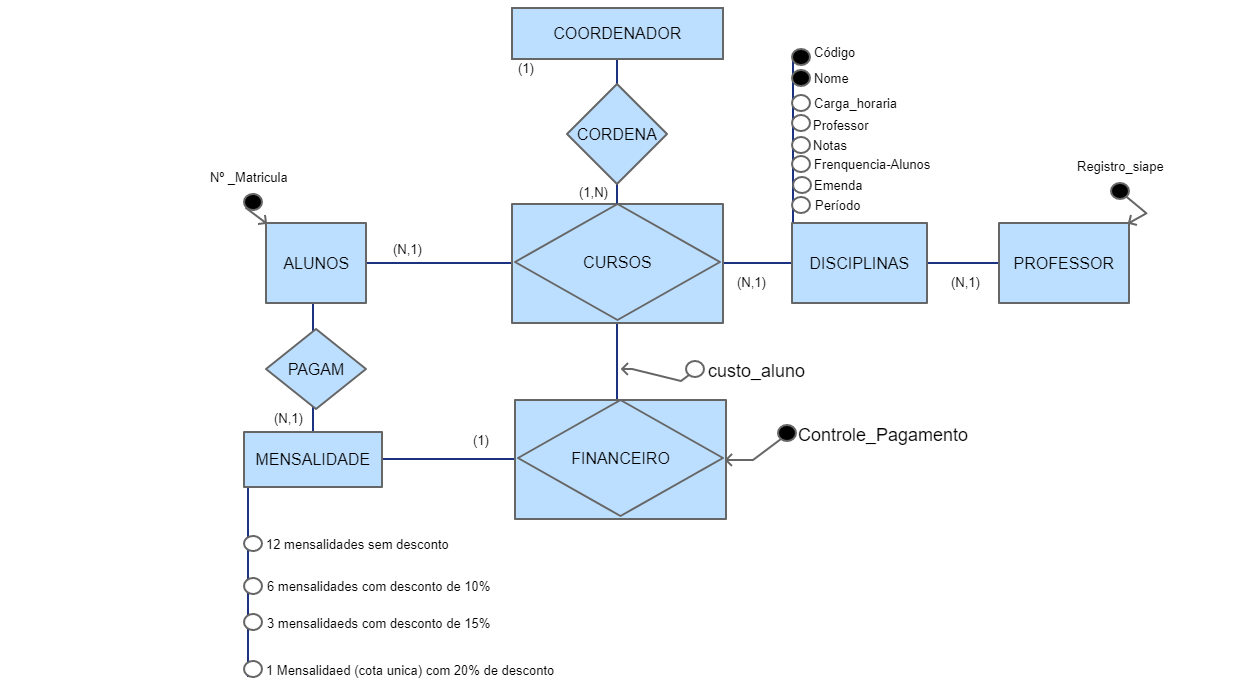 COORDENADOR
(1)
CORDENA
(1,N)
Código
Nome
Carga_horaria
Professor
Notas
Frenquencia-Alunos
Emenda
Período
Nº _Matricula
Registro_siape
ALUNOS
(N,1)
CURSOS
(N,1)
DISCIPLINAS
(N,1)
PROFESSOR
PAGAM
(N,1)
custo_aluno
Controle_Pagamento
MENSALIDADE
(1)
FINANCEIRO
12 mensalidades sem desconto
6 mensalidades com desconto de 10%
3 mensalidaeds com desconto de 15%
1 Mensalidaed (cota unica) com 20% de desconto